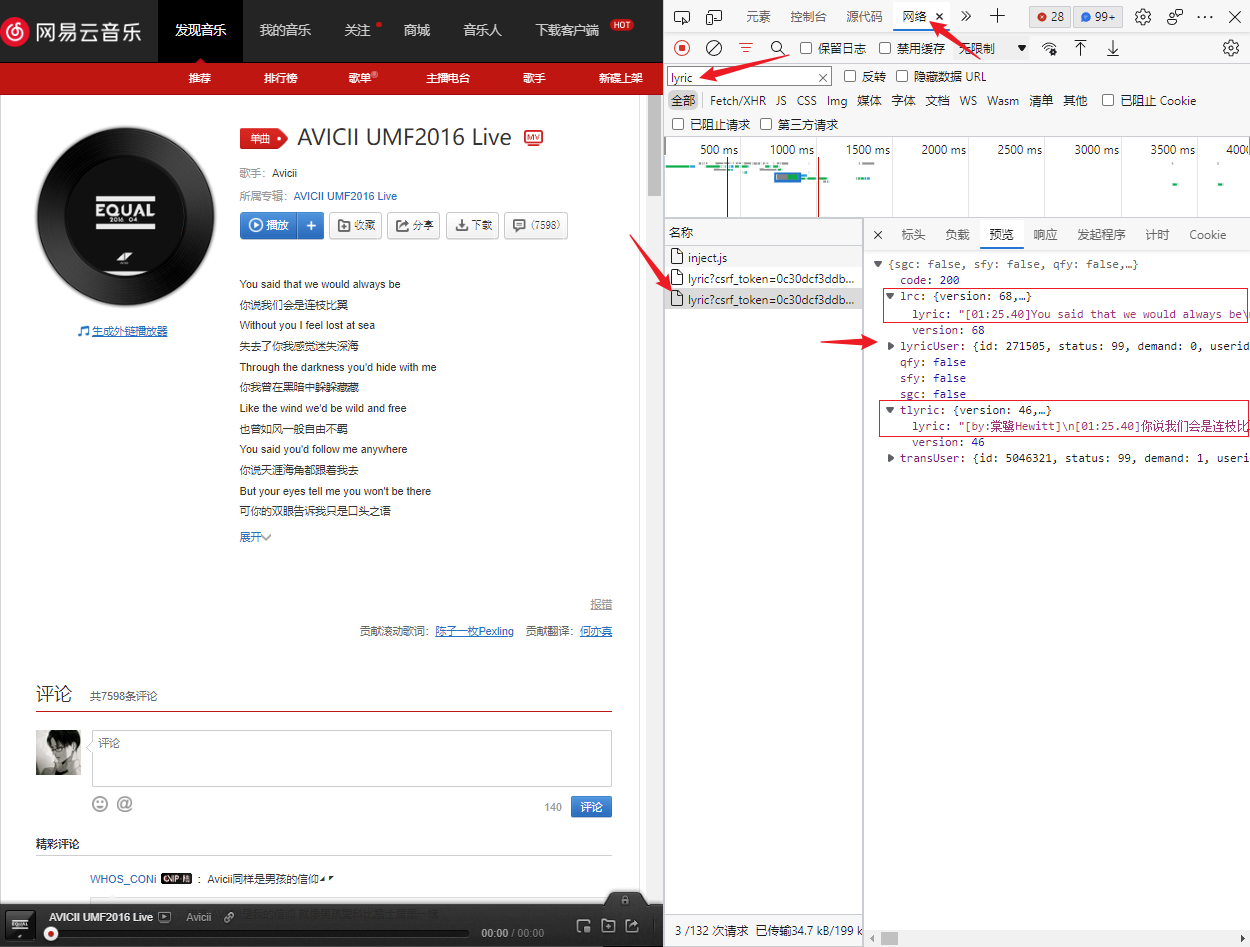 网易云音乐
发现音乐 我的音乐 关注 商城 音乐人 下载客户端 HOT
推荐 排行榜 歌单® 主播电台 歌手 新碟上架
单曲 AVICII UMF2016 Live MV
歌手: Avicii
所属专辑: AVICII UMF2016 Live
播放 + 收藏 分享 下载 (7598)
EQUAL
2016 04
生成外链播放器
You said that we would always be
你说我们会是连枝比翼
Without you I feel lost at sea
失去了你我感觉迷失深海
Through the darkness you'd hide with me
你我曾在黑暗中躲躲藏藏
Like the wind we'd be wild and free
也曾如风一般自由不羁
You said you'd follow me anywhere
你说天涯海角都跟着我去
But your eyes tell me you won't be there
可你的双眼告诉我只是口头之语
展开
报错
贡献滚动歌词: 陈子一枚Pexling 贡献翻译: 何亦真
评论 共7598条评论
评论
140 评论
精彩评论
WHOS_CONi : Avicii同样是男孩的信仰
AVICII UMF2016 Live Avicii
00:00 / 00:00
元素 控制台 源代码 网络 28 99+
保留日志 禁用缓存 无限制
lyric 反转 隐藏数据 URL
全部 Fetch/XHR JS CSS Img 媒体 字体 文档 WS Wasm 清单 其他 已阻止 Cookie
已阻止请求 第三方请求
500 ms 1000 ms 1500 ms 2000 ms 2500 ms 3000 ms 3500 ms 4000
名称
inject.js
lyric?csrf_token=0c30dcf3ddb...
lyric?csrf_token=0c30dcf3ddb...
标头 负载 预览 响应 发起程序 计时 Cookie
{sgc: false, sfy: false, qfy: false,…}
code: 200
lrc: {version: 68,…}
lyric: "[01:25.40]You said that we would always be\
version: 68
lyricUser: {id: 271505, status: 99, demand: 0, userid
qfy: false
sfy: false
sgc: false
tlyric: {version: 46,…}
lyric: "[by:棠骢Hewitt]\n[01:25.40]你说我们会是连枝比
version: 46
transUser: {id: 5046321, status: 99, demand: 1, useri
3 /132 次请求 已传输34.7 kB/199 k